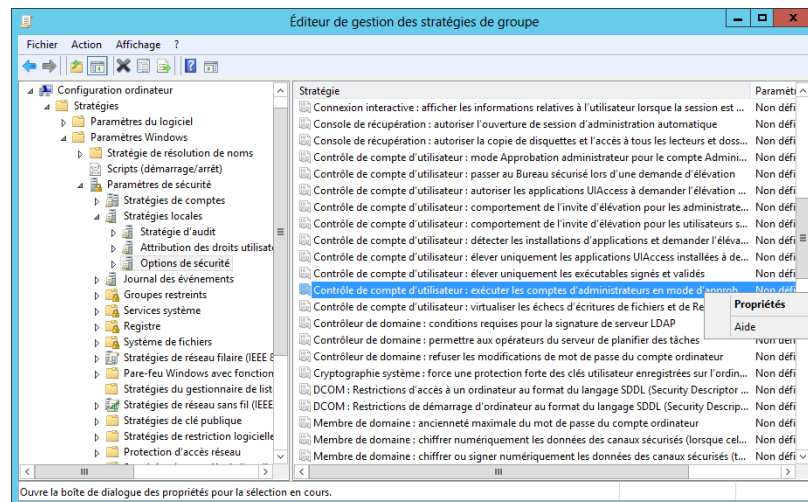 Éditeur de gestion des stratégies de groupe
Fichier Action Affichage ?
Configuration ordinateur
Stratégies
Paramètres du logiciel
Paramètres Windows
Stratégie de résolution de noms
Scripts (démarrage/arrêt)
Paramètres de sécurité
Stratégies de comptes
Stratégies locales
Stratégie d'audit
Attribution des droits utilisat
Options de sécurité
Journal des événements
Groupes restreints
Services système
Registre
Système de fichiers
Stratégies de réseau filaire (IEEE 8
Pare-feu Windows avec fonction
Stratégies du gestionnaire de list
Stratégies de réseau sans fil (IEEE
Stratégies de clé publique
Stratégies de restriction logicielle
Protection d'accès réseau
Stratégie Paramètr
Connexion interactive : afficher les informations relatives à l'utilisateur lorsque la session est ... Non défi
Console de récupération : autoriser l'ouverture de session d'administration automatique Non défi
Console de récupération : autoriser la copie de disquettes et l'accès à tous les lecteurs et doss... Non défi
Contrôle de compte d'utilisateur : mode Approbation administrateur pour le compte Admini... Non défi
Contrôle de compte d'utilisateur : passer au Bureau sécurisé lors d'une demande d'élévation Non défi
Contrôle de compte d'utilisateur : autoriser les applications UIAccess à demander l'élévation ... Non défi
Contrôle de compte d'utilisateur : comportement de l'invite d'élévation pour les administrate... Non défi
Contrôle de compte d'utilisateur : comportement de l'invite d'élévation pour les utilisateurs s... Non défi
Contrôle de compte d'utilisateur : détecter les installations d'applications et demander l'éléva... Non défi
Contrôle de compte d'utilisateur : élever uniquement les applications UIAccess installées à de... Non défi
Contrôle de compte d'utilisateur : élever uniquement les exécutables signés et validés Non défi
Contrôle de compte d'utilisateur : exécuter les comptes d'administrateurs en mode d'approb... Non défi
Contrôle de compte d'utilisateur : virtualiser les échecs d'écritures de fichiers et de Re
Contrôleur de domaine : conditions requises pour la signature de serveur LDAP
Contrôleur de domaine : permettre aux opérateurs du serveur de planifier des tâches Non défi
Contrôleur de domaine : refuser les modifications de mot de passe du compte ordinateur Non défi
Cryptographie système : force une protection forte des clés utilisateur enregistrées sur l'ordin... Non défi
DCOM : Restrictions d'accès à un ordinateur au format du langage SDDL (Security Descriptor ... Non défi
DCOM : Restrictions de démarrage d'ordinateur au format du langage SDDL (Security Descrip... Non défi
Membre de domaine : ancienneté maximale du mot de passe du compte ordinateur Non défi
Membre de domaine : chiffrer numériquement les données des canaux sécurisés (lorsque cel... Non défi
Membre de domaine : chiffrer ou signer numériquement les données des canaux sécurisés (t... Non défi
Propriétés
Aide
Ouvre la boîte de dialogue des propriétés pour la sélection en cours.